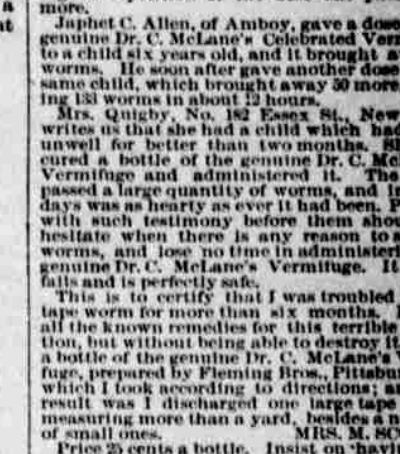 a
at
more.
Japhet C. Allen, of Amboy, gave a dose
genuine Dr. C. McLane's Celebrated Ver
to a child six years old, and it brought a
worms. He soon after gave another dose
same child, which brought away 50 more
ing 133 worms in about 12 hours.
Mrs. Quigby, No. 182 Essex St., New
writes us that she had a child which had
unwell for better than two months. S
cured a bottle of the genuine Dr. C. Mc
Vermifuge and administered it. The
passed a large quantity of worms, and i
days was as hearty as ever it had been. P
with such testimony before them shou
hesitate when there is any reason to
worms, and lose no time in administeri
genuine Dr. C. McLane's Vermifuge. It
fails and is perfectly safe.
This is to certify that I was troubled
tape worm for more than six months.
all the known remedies for this terrible
tion, but without being able to destroy it
a bottle of the genuine Dr. C. McLane's V
fuge, prepared by Fleming Bros., Pittsbur
which I took according to directions; a
result was I discharged one large tape
measuring more than a yard, besides a n
of small ones. MRS. M. SC
Price 25 cents a bottle. Insist on havi